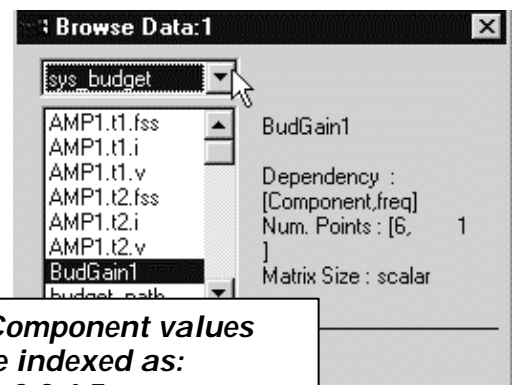 Browse Data:1
sys_budget
AMP1.t1.fss
AMP1.t1.i
AMP1.t1.v
AMP1.t2.fss
AMP1.t2.i
AMP1.t2.v
BudGain1
budget_path
BudGain1
Dependency :
[Component,freq]
Num. Points : [6, 1
]
Matrix Size : scalar
Component values
indexed as: